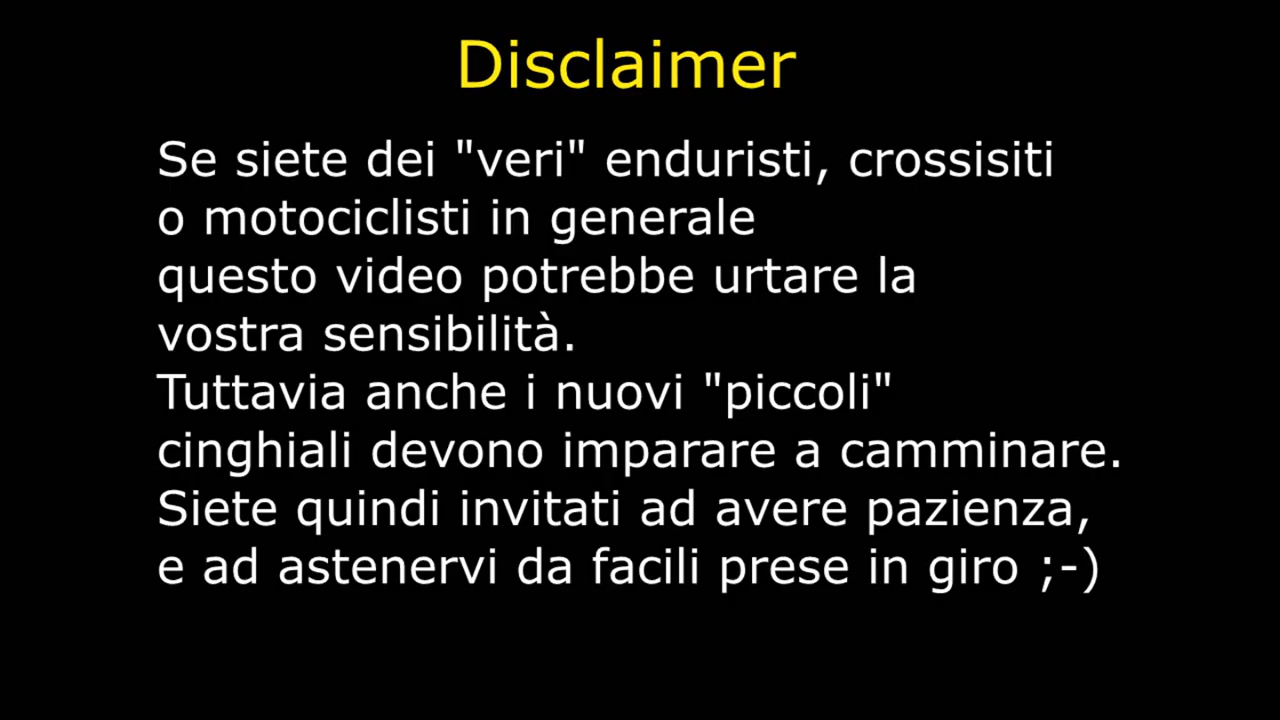 Disclaimer
Se siete dei "veri" enduristi, crossisiti
o motociclisti in generale
questo video potrebbe urtare la
vostra sensibilità.
Tuttavia anche i nuovi "piccoli"
cinghiali devono imparare a camminare.
Siete quindi invitati ad avere pazienza,
e ad astenervi da facili prese in giro ;-)